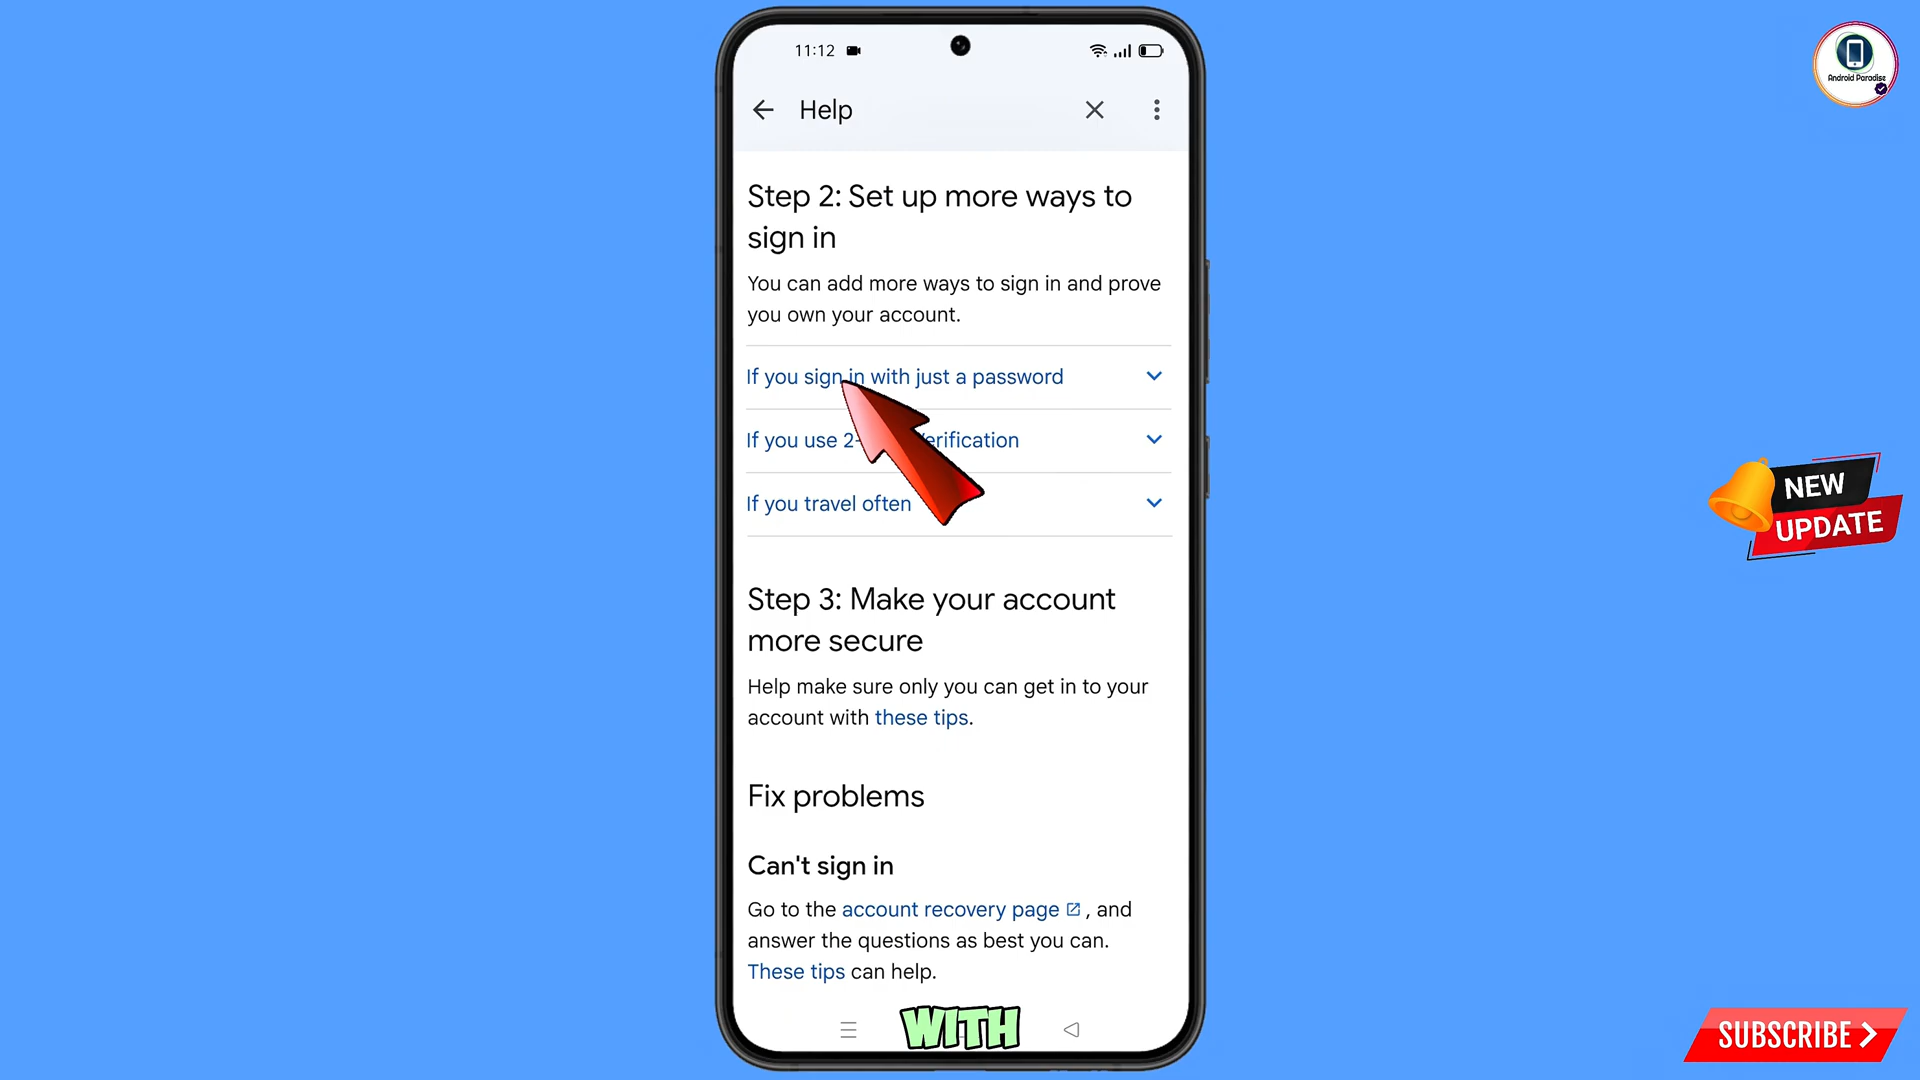 11:12
Android Paradise
Help
Step 2: Set up more ways to
sign in
You can add more ways to sign in and prove
you own your account.
If you sign in with just a password
If you use 2- erification
If you travel often
NEW
UPDATE
Step 3: Make your account
more secure
Help make sure only you can get in to your
account with these tips.
Fix problems
Can't sign in
Go to the account recovery page , and
answer the questions as best you can.
These tips can help.
WITH
SUBSCRIBE